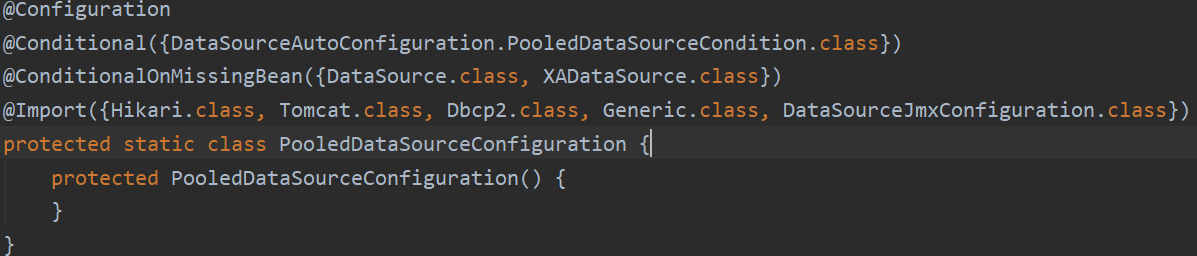 @Configuration
@Conditional({DataSourceAutoConfiguration.PooledDataSourceCondition.class})
@ConditionalOnMissingBean({DataSource.class, XADataSource.class})
@Import({Hikari.class, Tomcat.class, Dbcp2.class, Generic.class, DataSourceJmxConfiguration.class})
protected static class PooledDataSourceConfiguration {
    protected PooledDataSourceConfiguration() {
    }
}